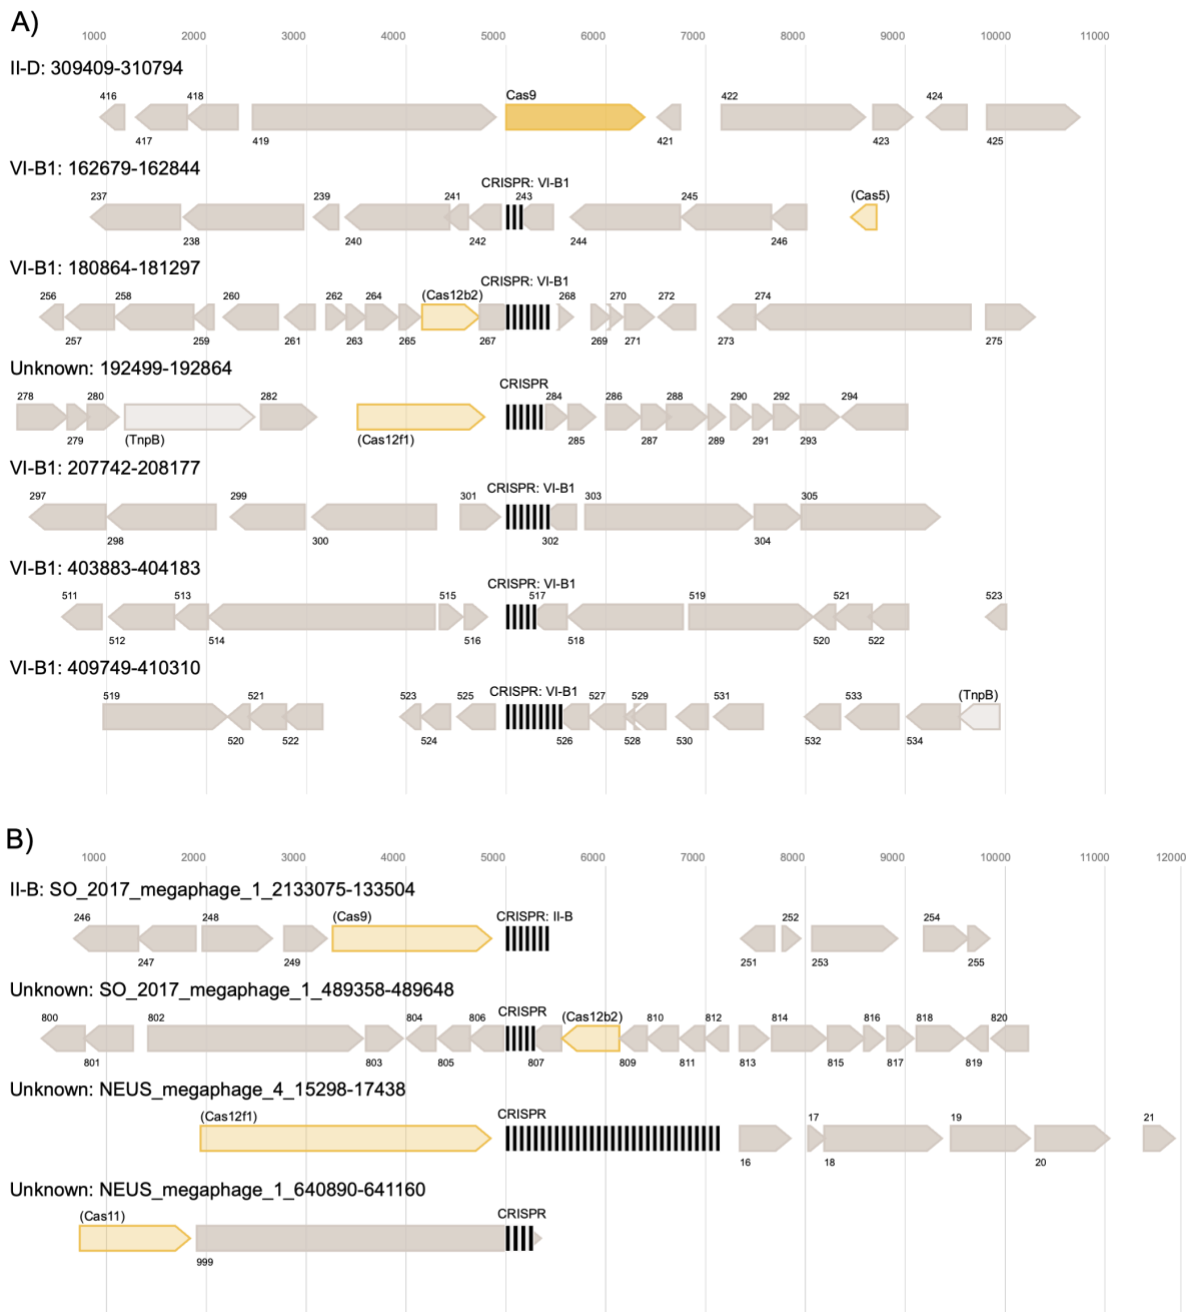 A)
1000 2000 3000 4000 5000 6000 7000 8000 9000 10000 11000
II-D: 309409-310794
416 418 Cas9 422 424
417 419 421 423 425
VI-B1: 162679-162844
CRISPR: VI-B1
237 239 241 243 245 (Cas5)
238 240 242 244 246
VI-B1: 180864-181297
CRISPR: VI-B1
256 258 260 262 264 (Cas12b2) 268 270 272 274
257 259 261 263 265 267 269 271 273 275
Unknown: 192499-192864
CRISPR
278 280 282 284 286 288 290 292 294
279 (TnpB) (Cas12f1) 285 287 289 291 293
VI-B1: 207742-208177
CRISPR: VI-B1
297 299 301 303 305
298 300 302 304
VI-B1: 403883-404183
CRISPR: VI-B1
511 513 515 517 519 521 523
512 514 516 518 520 522
VI-B1: 409749-410310
CRISPR: VI-B1 (TnpB)
519 521 523 525 527 529 531 533
520 522 524 526 528 530 532 534
B)
1000 2000 3000 4000 5000 6000 7000 8000 9000 10000 11000 12000
II-B: SO_2017_megaphage_1_2133075-133504
246 248 (Cas9) CRISPR: II-B 252 254
247 249 251 253 255
Unknown: SO_2017_megaphage_1_489358-489648
CRISPR
800 802 804 806 (Cas12b2) 810 812 814 816 818 820
801 803 805 807 809 811 813 815 817 819
Unknown: NEUS_megaphage_4_15298-17438
(Cas12f1) CRISPR 17 19 21
16 18 20
Unknown: NEUS_megaphage_1_640890-641160
(Cas11) CRISPR
999